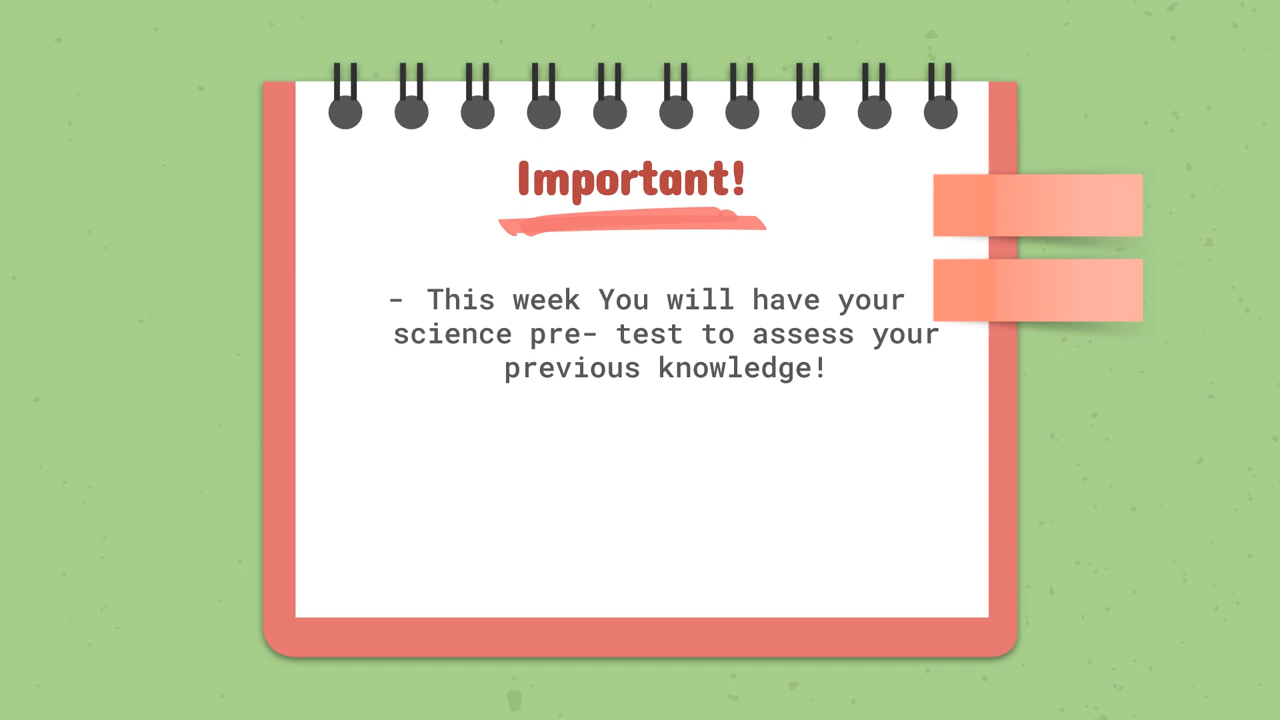 Important!
- This week You will have your
science pre- test to assess your
previous knowledge!